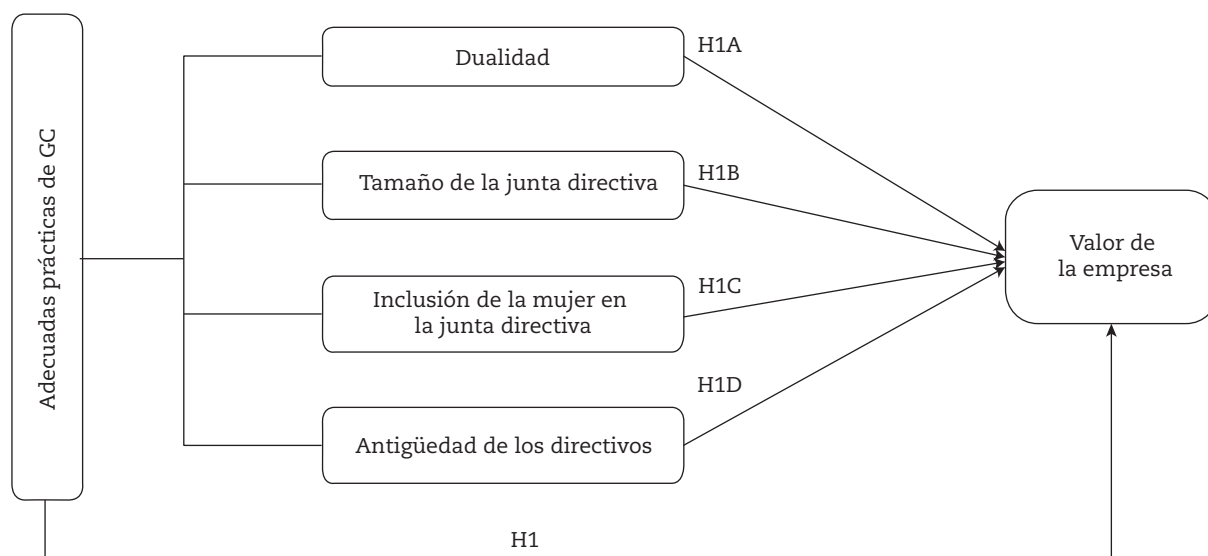 Adecuadas prácticas de GC
Dualidad
H1A
Tamaño de la junta directiva
H1B
Inclusión de la mujer en
la junta directiva
H1C
Antigüedad de los directivos
H1D
Valor de
la empresa
H1